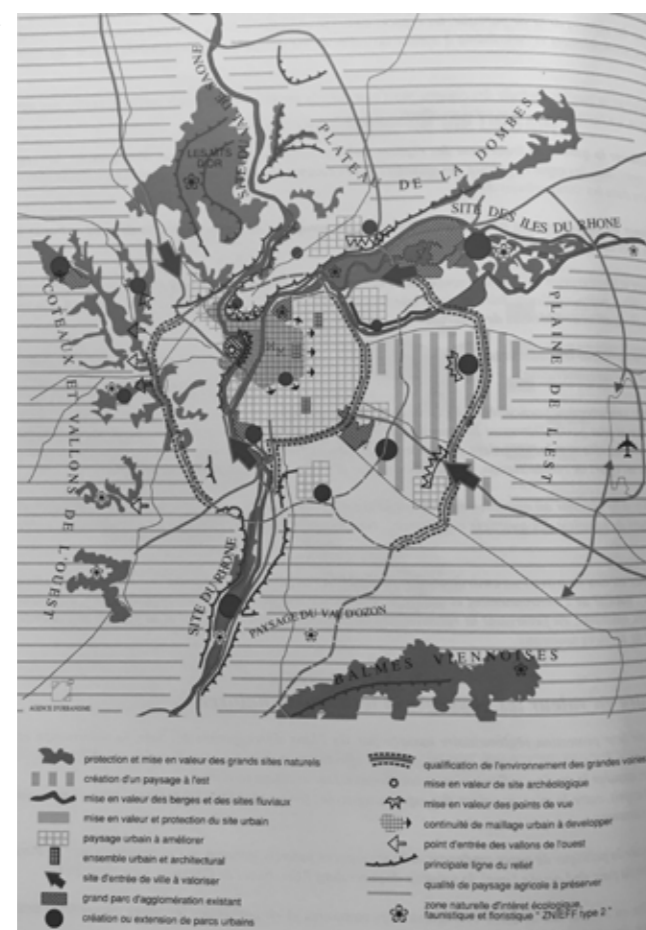 SITE DU VAL DE SAONE
PLATEAU DE LA DOMBES
LES MTS
D'OR
SITE DES ILES DU RHONE
COTEAUX ET VALLONS DE L'OUEST
PLAINE DE L'EST
SITE DU RHONE
PAYSAGE DU VAL D'OZON
BALMES VIENNOISES
AGENCE D'URBANISME
protection et mise en valeur des grands sites naturels
création d'un paysage à l'est
mise en valeur des berges et des sites fluviaux
mise en valeur et protection du site urbain
paysage urbain à améliorer
ensemble urbain et architectural
site d'entrée de ville à valoriser
grand parc d'agglomération existant
création ou extension de parcs urbains
qualification de l'environnement des grandes
mise en valeur de site archéologique
mise en valeur des points de vue
continuité de maillage urbain à développer
point d'entrée des vallons de l'ouest
principale ligne du relief
qualité de paysage agricole à préserver
zone naturelle d'intérêt écologique,
faunistique et floristique " ZNIEFF type 2 "